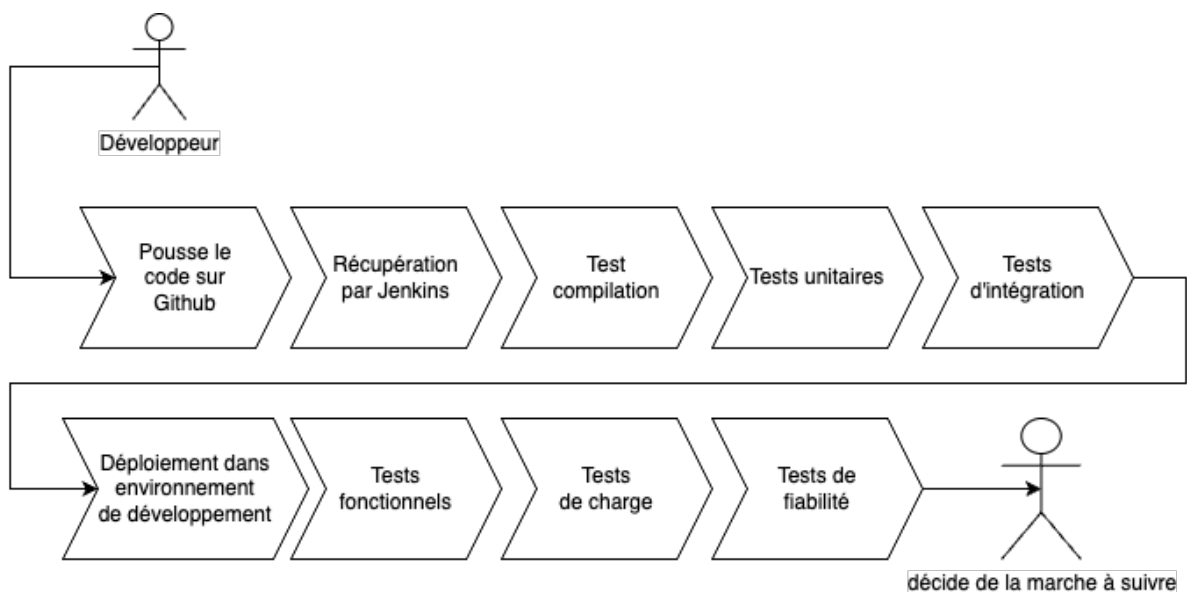 Développeur
Pousse le
code sur
Github
Récupération
par Jenkins
Test
compilation
Tests unitaires
Tests
d'intégration
Déploiement dans
environnement
de développement
Tests
fonctionnels
Tests
de charge
Tests de
fiabilité
décide de la marche à suivre